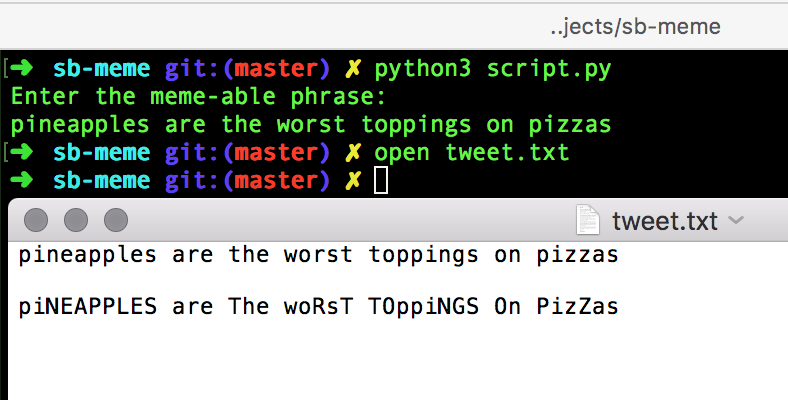 ..jects/sb-meme
➜ sb-meme git:(master) ✗ python3 script.py
Enter the meme-able phrase:
pineapples are the worst toppings on pizzas
➜ sb-meme git:(master) ✗ open tweet.txt
➜ sb-meme git:(master) ✗
tweet.txt
pineapples are the worst toppings on pizzas
piNEAPPLES are The woRsT TOppiNGS On PizZas